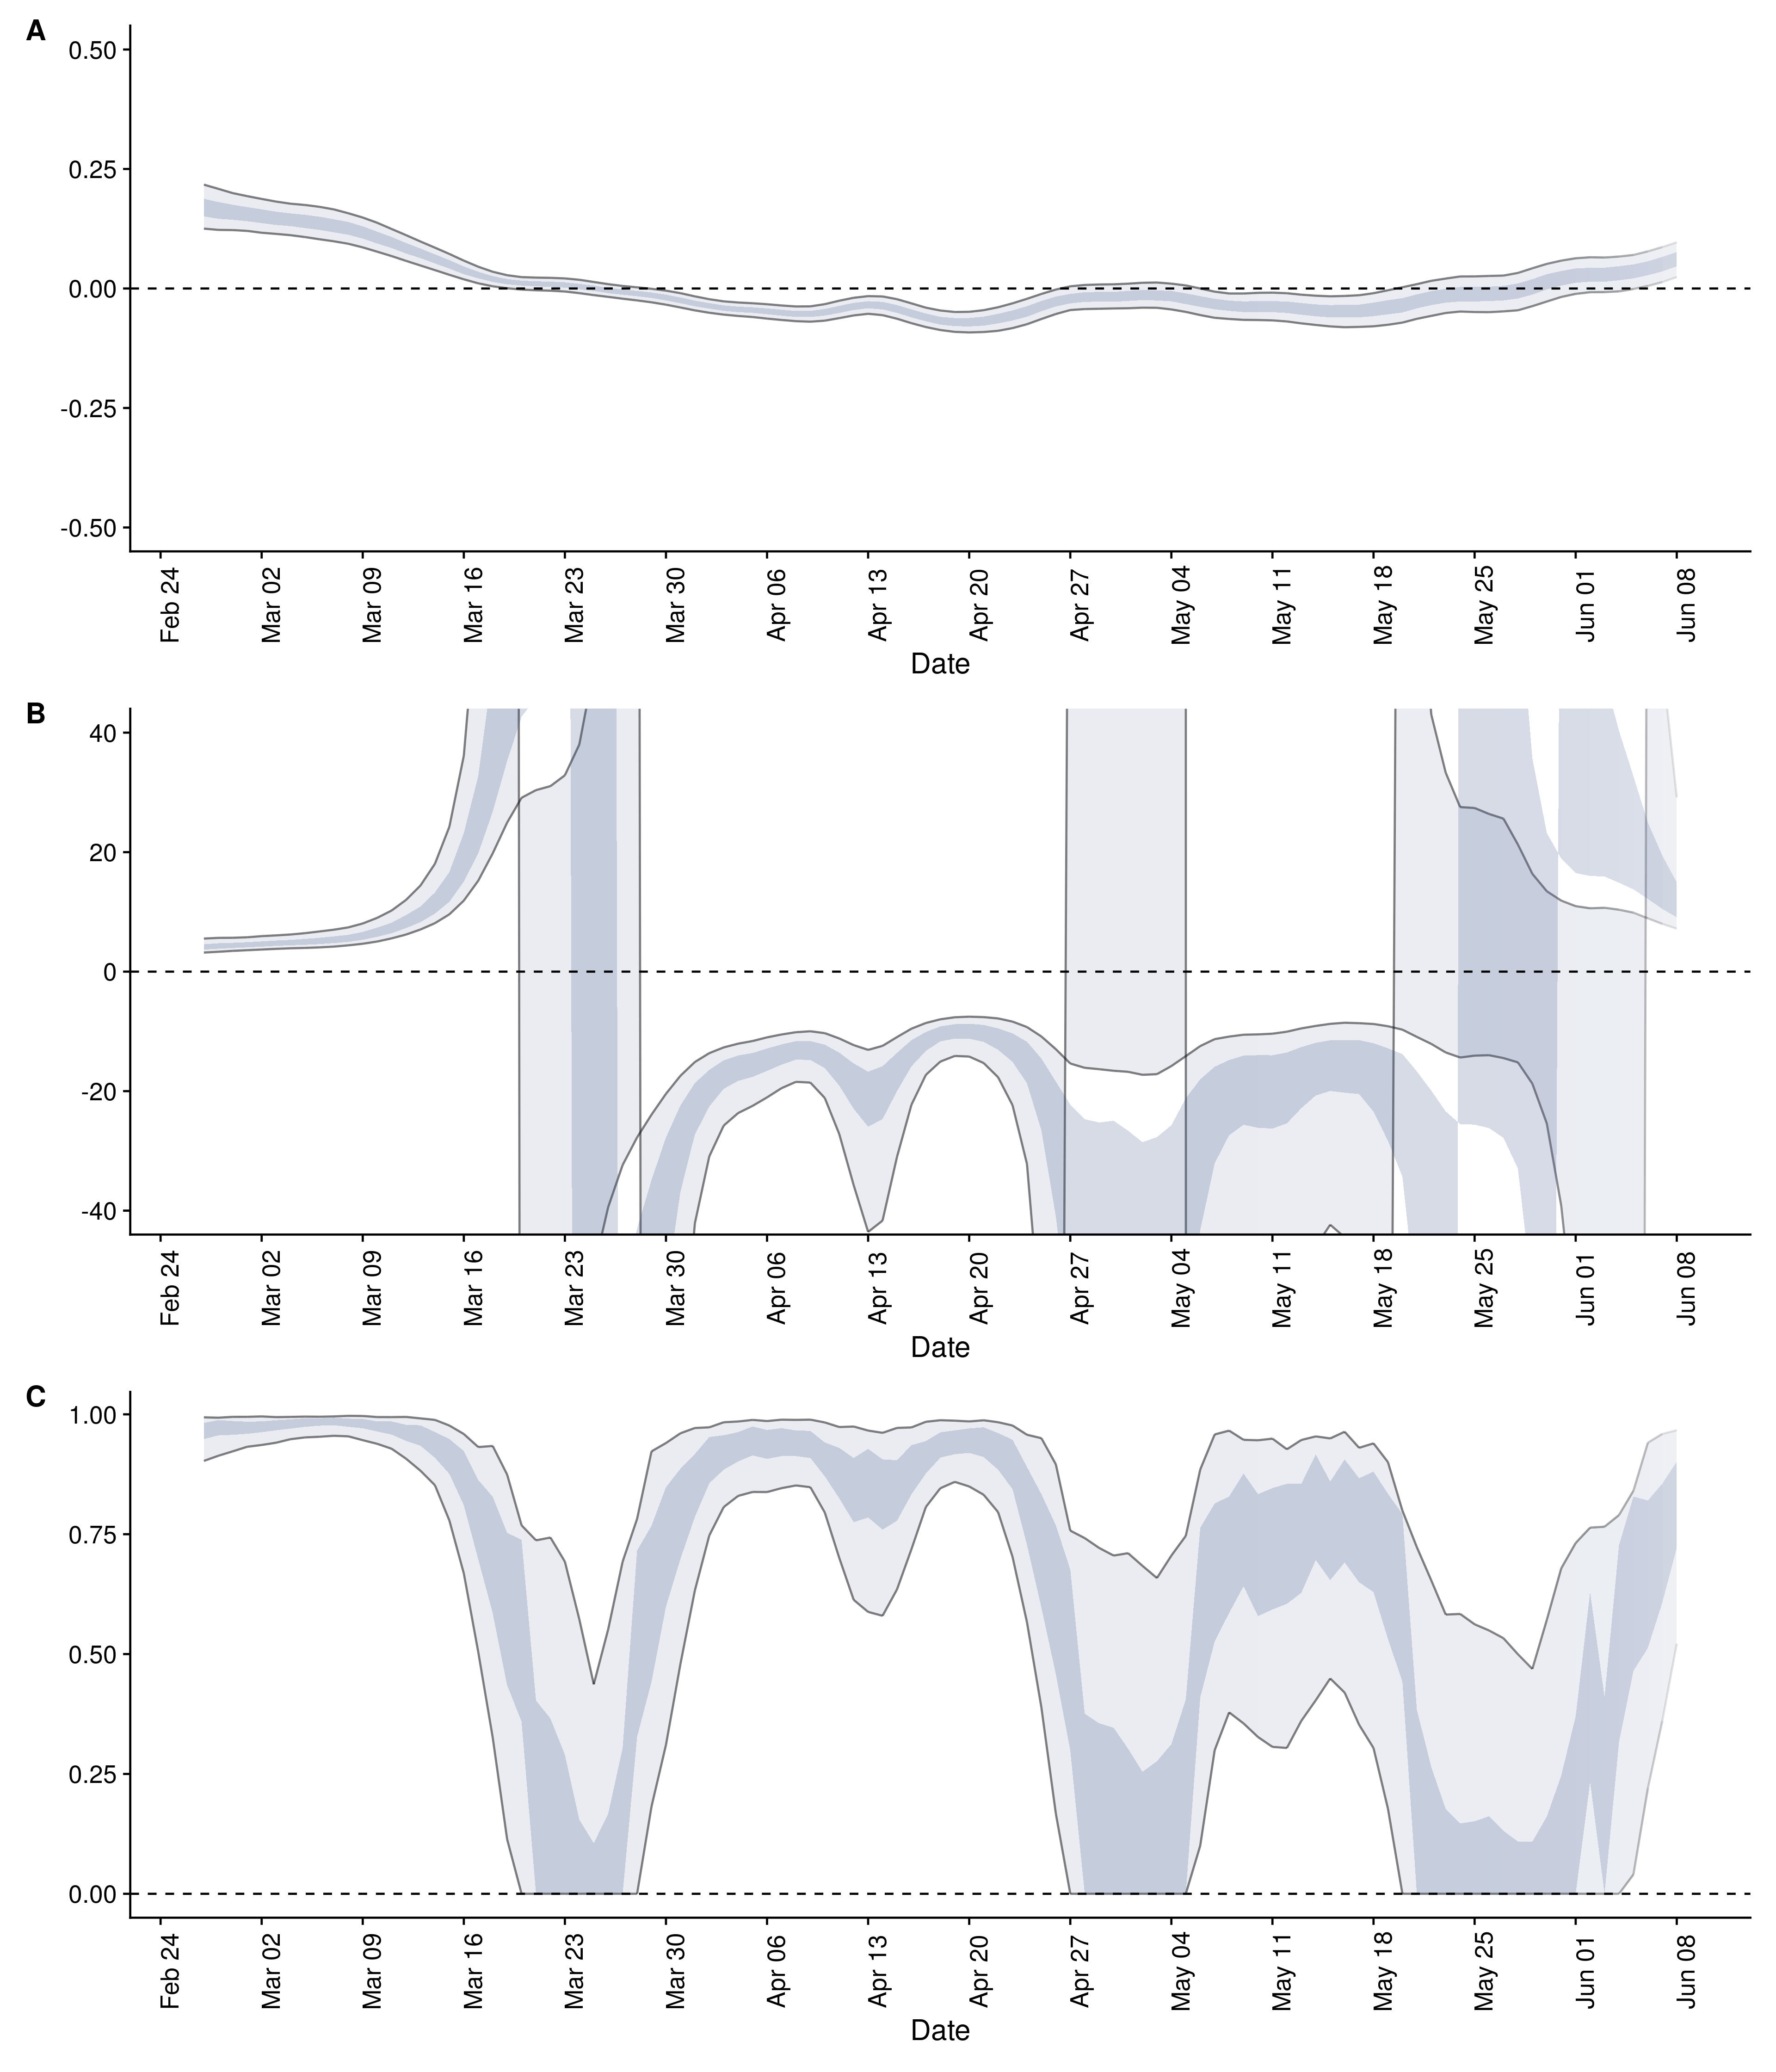 A
0.50
0.25
0.00
-0.25
-0.50
Feb 24
Mar 02
Mar 09
Mar 16
Mar 23
Mar 30
Apr 06
Apr 13
Apr 20
Apr 27
May 04
May 11
May 18
May 25
Jun 01
Jun 08
Date
B
40
20
0
-20
-40
Feb 24
Mar 02
Mar 09
Mar 16
Mar 23
Mar 30
Apr 06
Apr 13
Apr 20
Apr 27
May 04
May 11
May 18
May 25
Jun 01
Jun 08
Date
C
1.00
0.75
0.50
0.25
0.00
Feb 24
Mar 02
Mar 09
Mar 16
Mar 23
Mar 30
Apr 06
Apr 13
Apr 20
Apr 27
May 04
May 11
May 18
May 25
Jun 01
Jun 08
Date